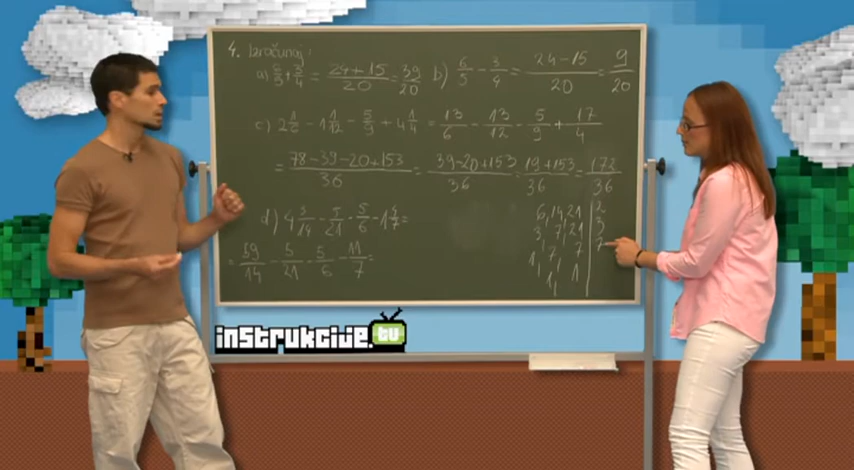 4. Izračunaj:
a) 6/5 + 3/4 = 24+15/20 = 39/20 b) 6/5 - 3/4 = 24-15/20 = 9/20
c) 2 1/6 - 1 1/12 - 5/9 + 4 1/4 = 13/6 - 13/12 - 5/9 + 17/4
= 78-39-20+153/36 = 39-20+153/36 = 19+153/36 = 172/36
d) 4 3/14 - 5/21 - 5/6 - 1 4/7 =
= 59/14 - 5/21 - 5/6 - 11/7 =
6, 14, 21 | 2
3, 7, 21 | 3
1, 7, 7 | 7
1, 1, 1
instrukcije.tv